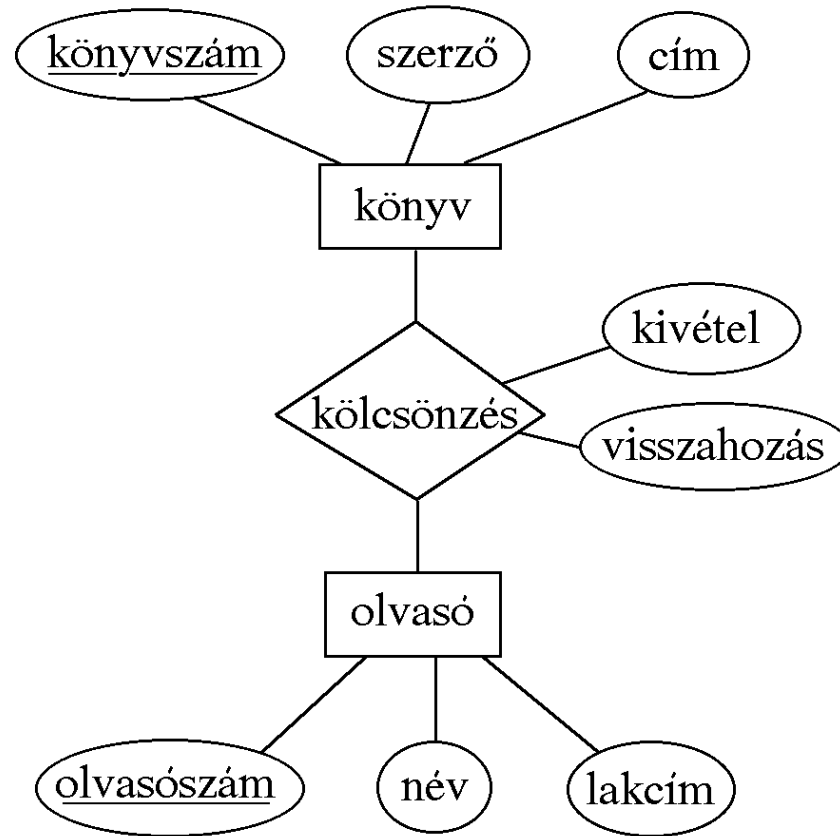 könyvszám
szerző
cím
könyv
kivétel
kölcsönzés
visszahozás
olvasó
olvasószám
név
lakcím